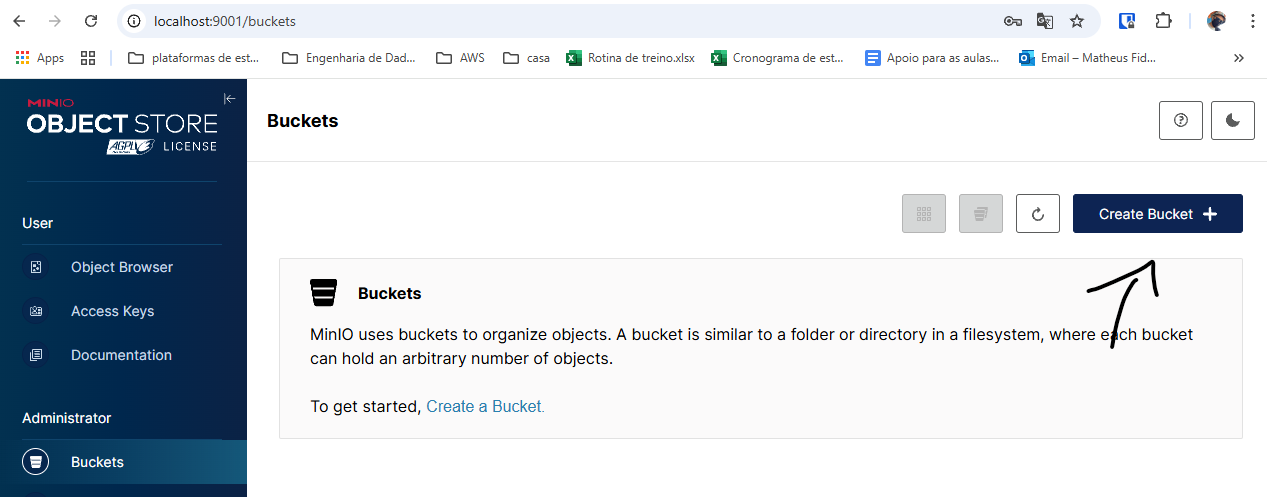 localhost:9001/buckets
Apps
plataformas de est...
Engenharia de Dad...
AWS
casa
Rotina de treino.xlsx
Cronograma de est...
Apoio para as aulas...
Email – Matheus Fid...
MINIO
OBJECT STORE
AGPLv3 LICENSE
Buckets
User
Object Browser
Access Keys
Documentation
Administrator
Buckets
Create Bucket
Buckets
MinIO uses buckets to organize objects. A bucket is similar to a folder or directory in a filesystem, where each bucket
can hold an arbitrary number of objects.
To get started, Create a Bucket.